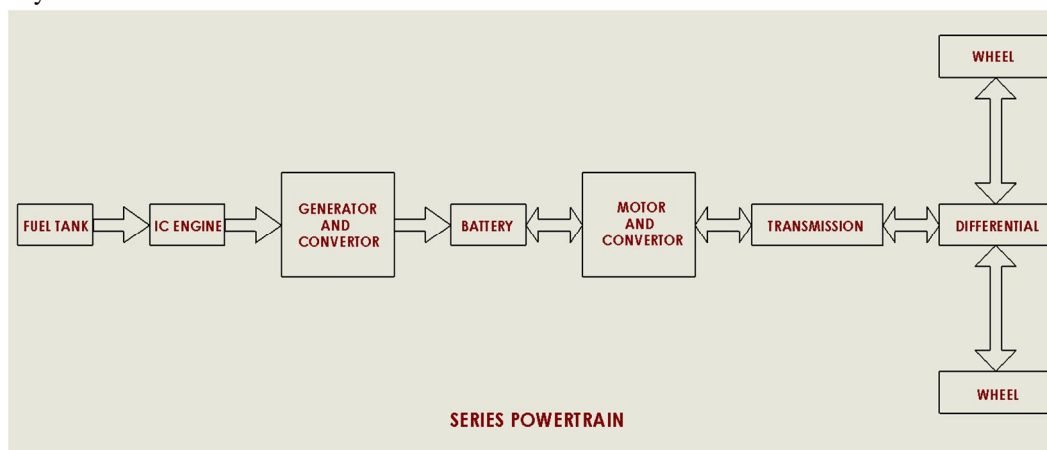 WHEEL
GENERATOR
AND
CONVERTOR
MOTOR
AND
CONVERTOR
FUEL TANK
IC ENGINE
BATTERY
TRANSMISSION
DIFFERENTIAL
WHEEL
SERIES POWERTRAIN